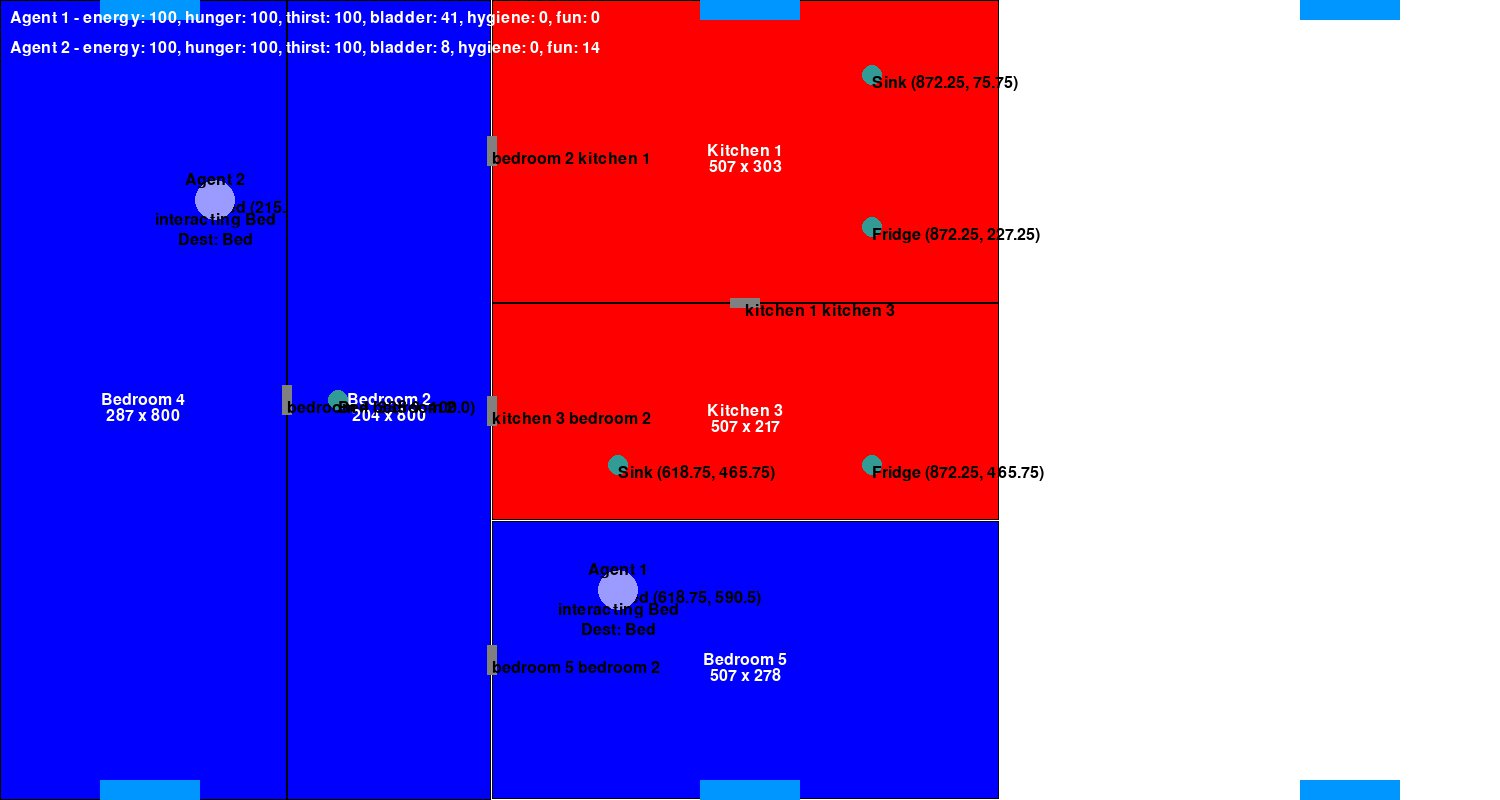 Agent 1 - energy: 100, hunger: 100, thirst: 100, bladder: 41, hygiene: 0, fun: 0
Agent 2 - energy: 100, hunger: 100, thirst: 100, bladder: 8, hygiene: 0, fun: 14
Sink (872.25, 75.75)
Kitchen 1
507 x 303
bedroom 2 kitchen 1
Agent 2
(215.
interacting Bed
Dest: Bed
Fridge (872.25, 227.25)
kitchen 1 kitchen 3
Bedroom 4
287 x 800
Bedroom 2
204 x 800
Kitchen 3
507 x 217
kitchen 3 bedroom 2
Sink (618.75, 465.75)
Fridge (872.25, 465.75)
Agent 1
(618.75, 590.5)
interacting Bed
Dest: Bed
Bedroom 5
507 x 278
bedroom 5 bedroom 2